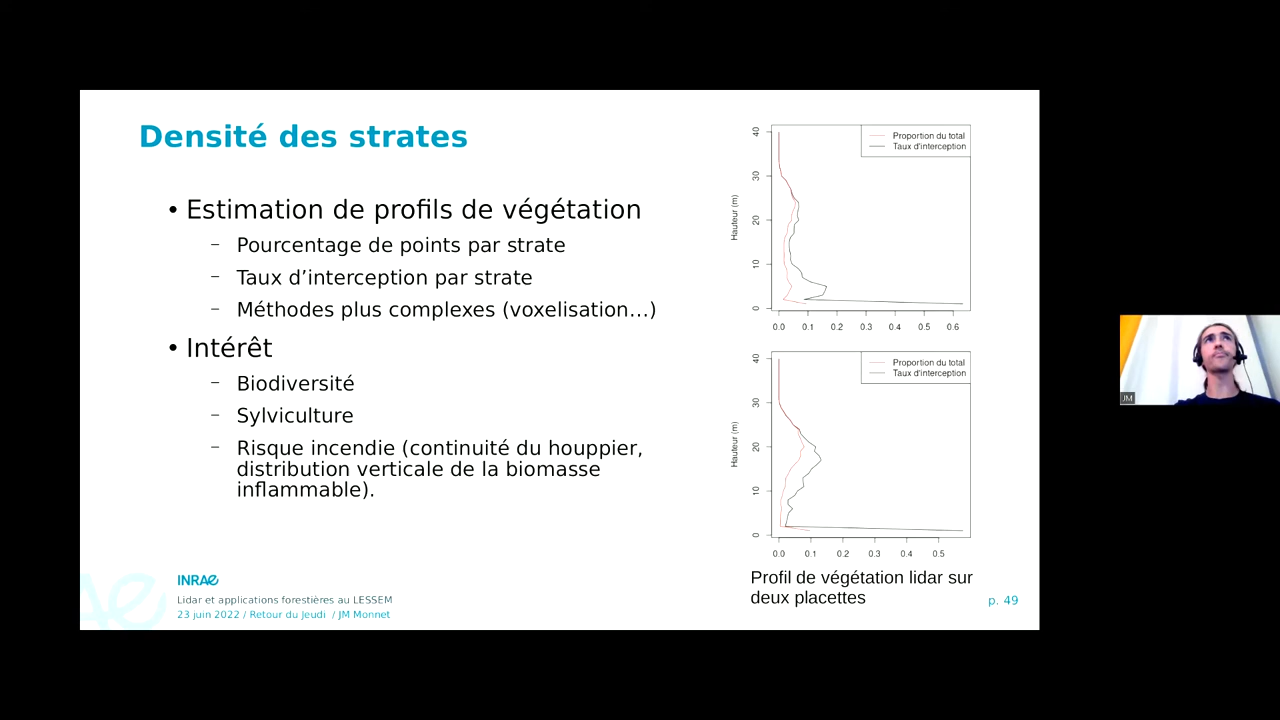 Densité des strates
• Estimation de profils de végétation
– Pourcentage de points par strate
– Taux d’interception par strate
– Méthodes plus complexes (voxelisation...)
• Intérêt
– Biodiversité
– Sylviculture
– Risque incendie (continuité du houppier,
distribution verticale de la biomasse
inflammable).
Proportion du total
Taux d'interception
Hauteur (m)
40
30
20
10
0
0.0 0.1 0.2 0.3 0.4 0.5 0.6
Proportion du total
Taux d'interception
Hauteur (m)
40
30
20
10
0
0.0 0.1 0.2 0.3 0.4 0.5
Profil de végétation lidar sur
deux placettes
INRAE
Lidar et applications forestières au LESSEM
23 juin 2022 / Retour du Jeudi / JM Monnet
p. 49
JM